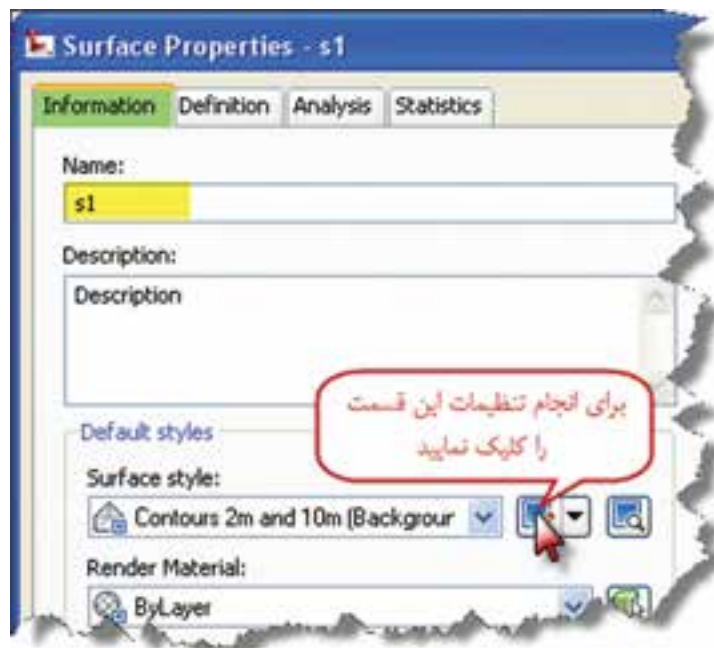 Surface Properties - s1
Information Definition Analysis Statistics
Name:
s1
Description:
Description
برای انجام تنظیمات این قسمت
را کلیک نمایید
Default styles
Surface style:
Contours 2m and 10m (Backgrour
Render Material:
ByLayer